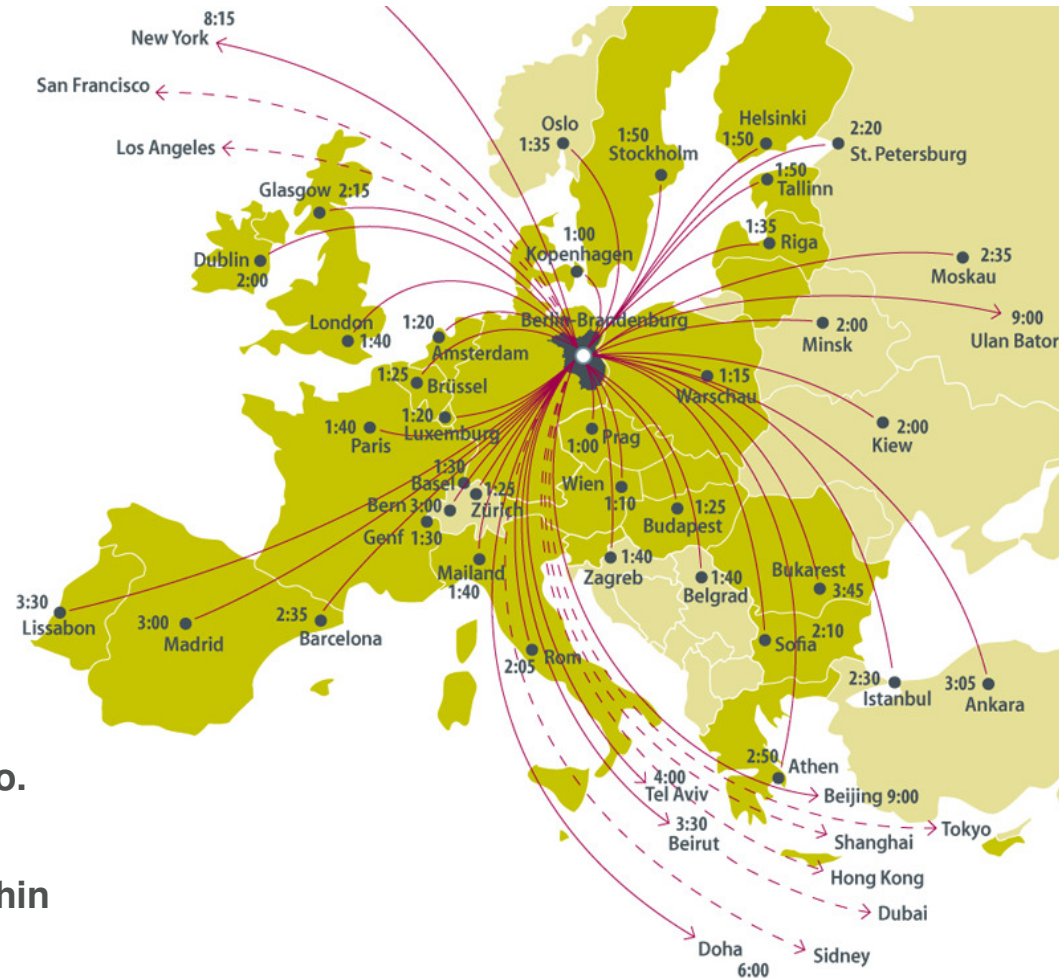 8:15
New York
San Francisco
Los Angeles
Oslo
1:35
1:50
Stockholm
Helsinki
1:50
2:20
St. Petersburg
1:50
Tallinn
Glasgow 2:15
Dublin
2:00
1:00
Kopenhagen
1:35
Riga
2:35
Moskau
London
1:40
1:20
Amsterdam
Berlin-Brandenburg
2:00
Minsk
9:00
Ulan Bator
1:25
Brüssel
1:15
Warschau
1:20
Luxemburg
1:40
Paris
1:00
Prag
2:00
Kiew
1:30
Basel
1:25
Zürich
Bern 3:00
Genf 1:30
Wien
1:10
1:25
Budapest
Mailand
1:40
1:40
Zagreb
1:40
Belgrad
Bukarest
3:45
3:30
Lissabon
3:00
Madrid
2:35
Barcelona
2:05
Rom
Sofia
2:10
2:30
Istanbul
3:05
Ankara
2:50
Athen
4:00
Tel Aviv
3:30
Beirut
Beijing 9:00
Tokyo
Shanghai
Hong Kong
Dubai
Doha
6:00
Sidney
o.
hin